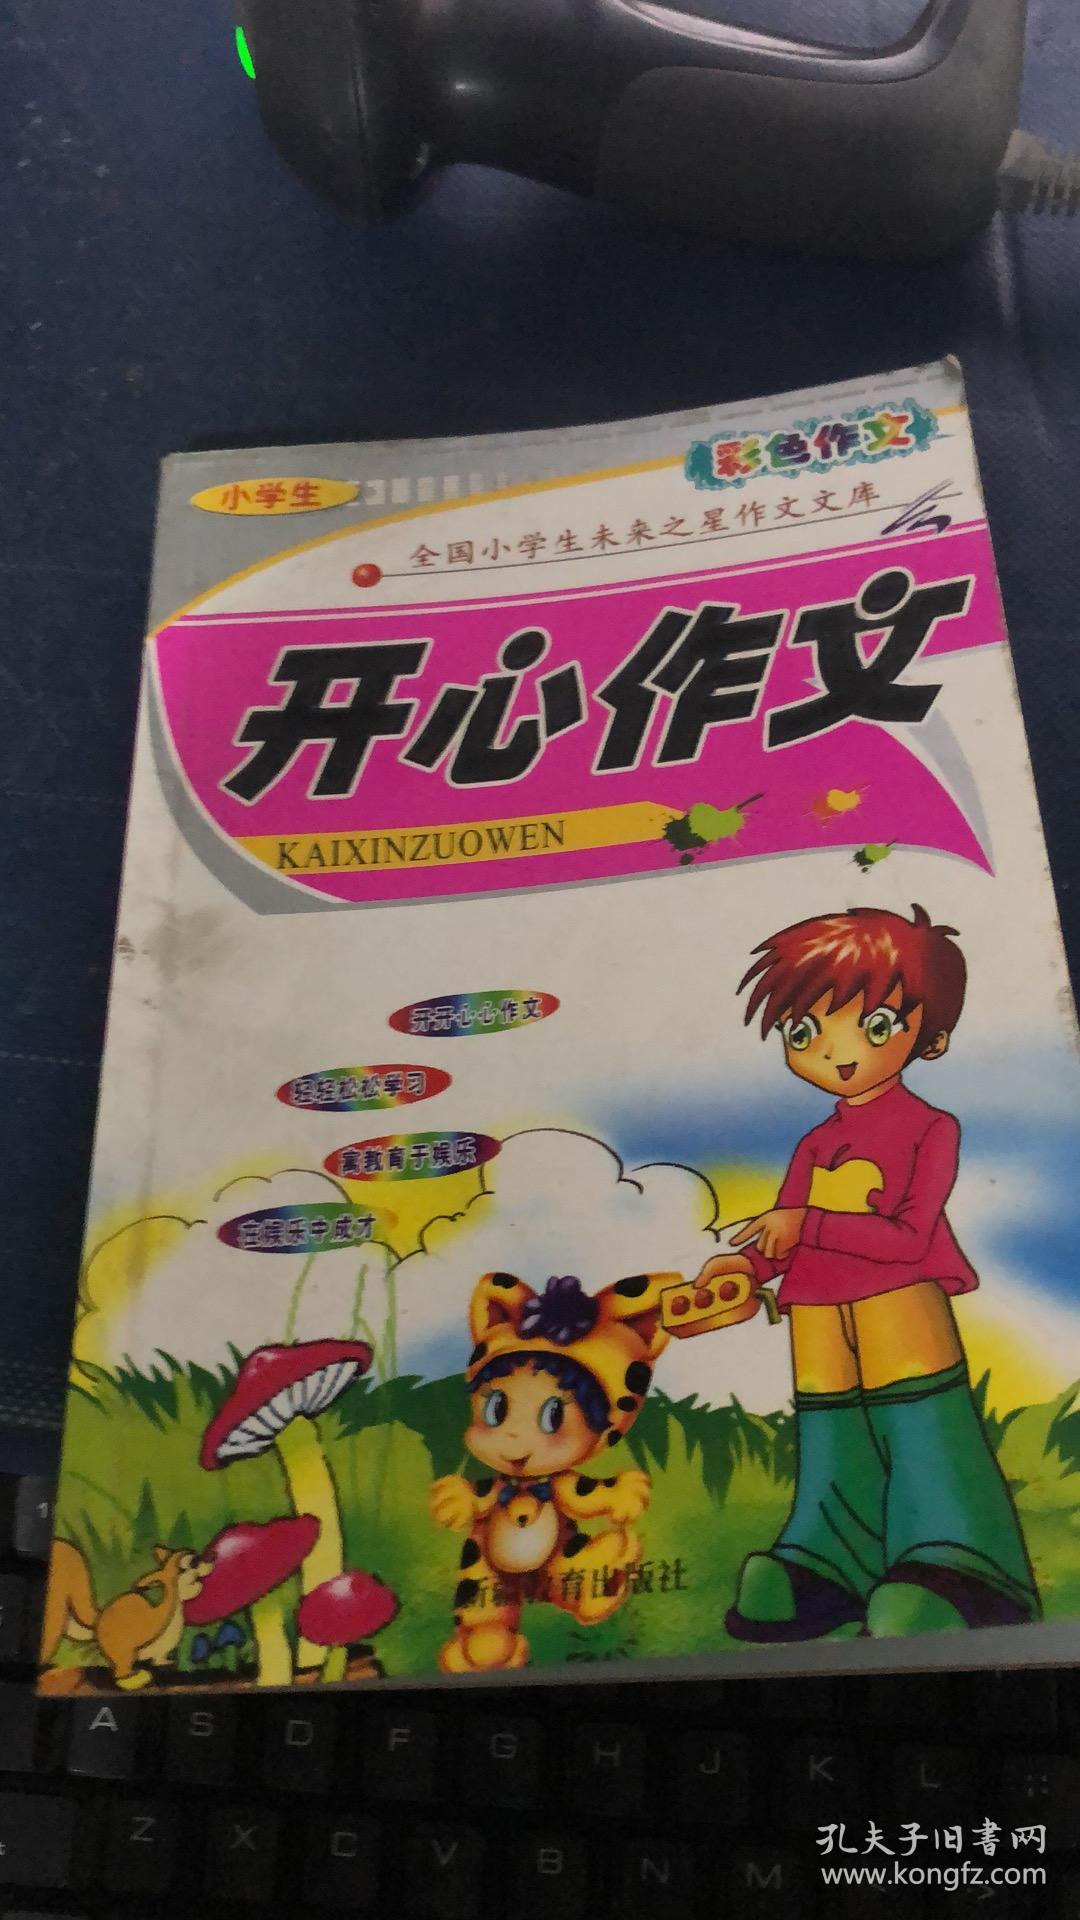 彩色作文
小学生
全国小学生未来之星作文文库
开心作文
KAIXINZUOWEN
开开心心作文
轻轻松松学习
寓教育于娱乐
在娱乐中成才
新疆教育出版社
A S D F G H J K L ; :
Z X C V B N M
孔夫子旧書网
www.kongfz.com